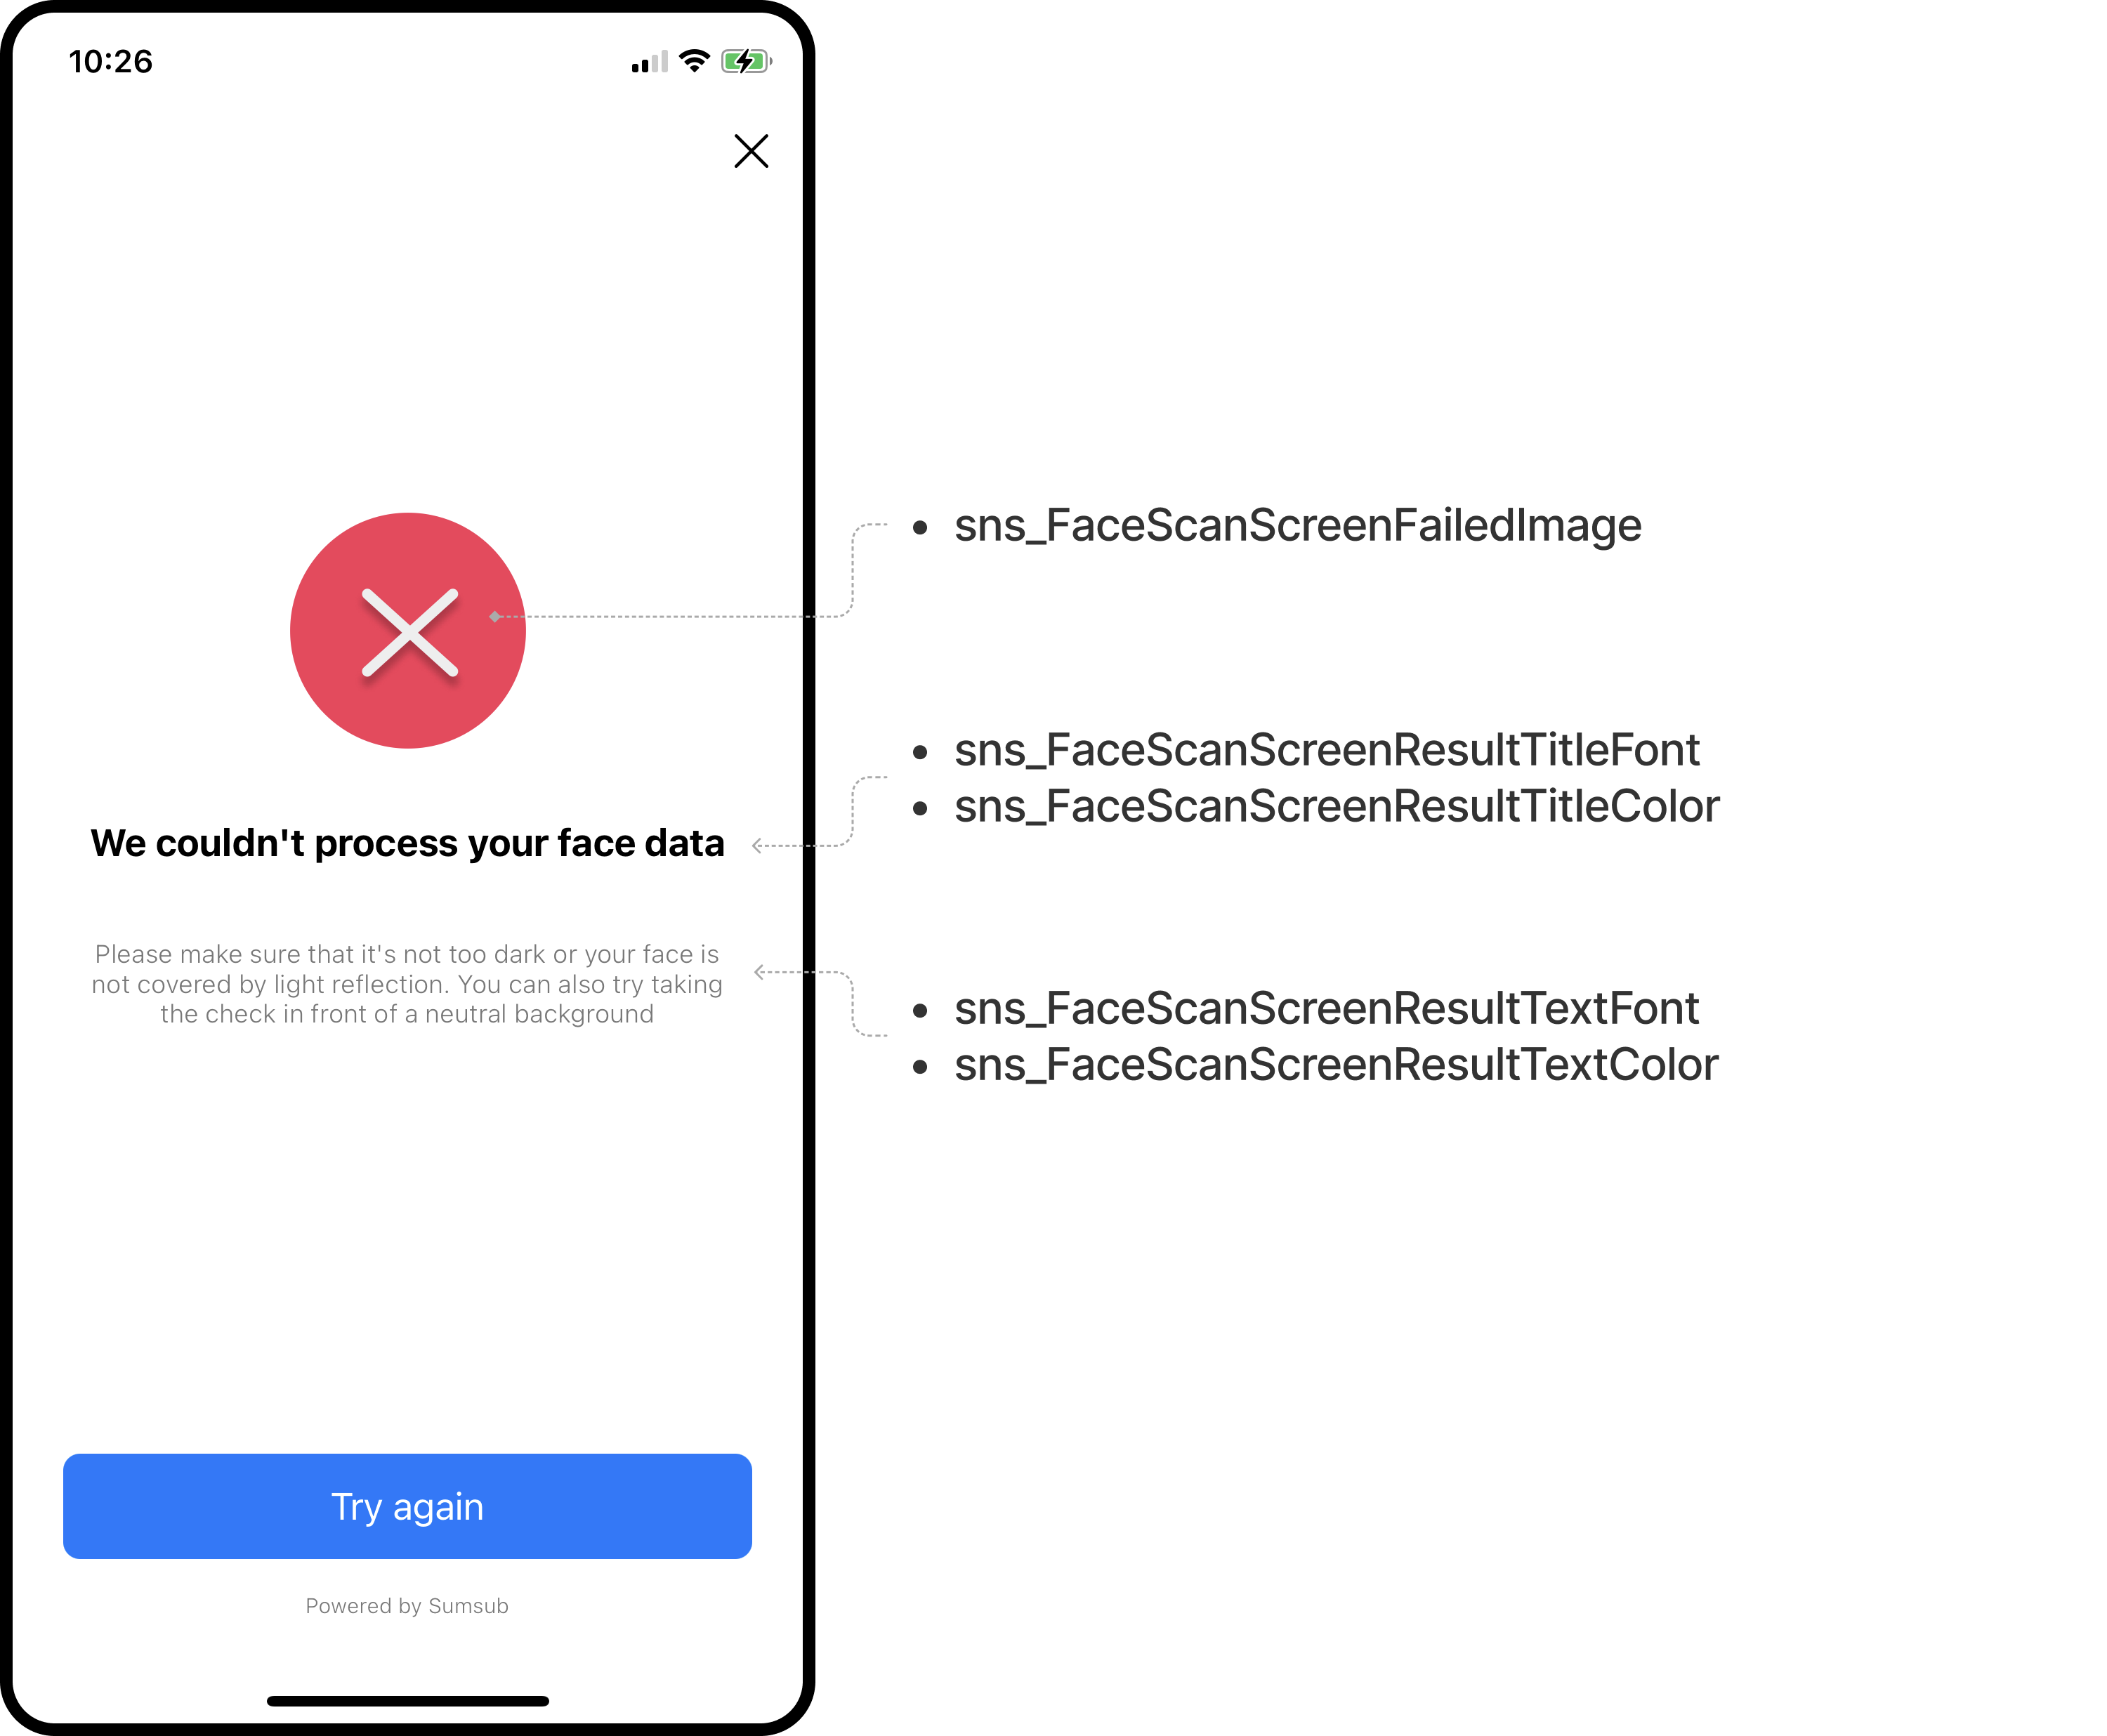 10:26
sns_FaceScanScreenFailedImage
sns_FaceScanScreenResultTitleFont
sns_FaceScanScreenResultTitleColor
We couldn't process your face data
Please make sure that it's not too dark or your face is
not covered by light reflection. You can also try taking
the check in front of a neutral background
sns_FaceScanScreenResultTextFont
sns_FaceScanScreenResultTextColor
Try again
Powered by Sumsub